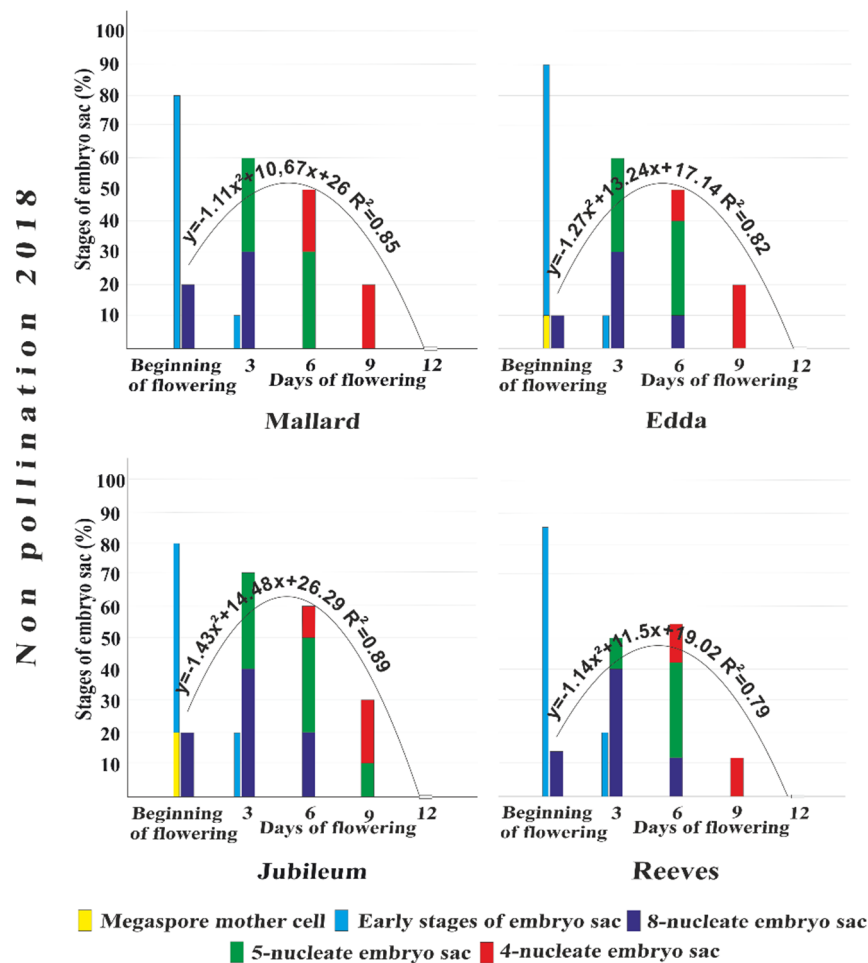 Non pollination 2018
Stages of embryo sac (%)
100
90
80
70
60
50
40
30
20
10
y=-1.11x²+10,67x+26 R²=0.85
Beginning of flowering
3
6
9
12
Days of flowering
Mallard
y=-1.27x²+13.24x+17.14 R²=0.82
Beginning of flowering
3
6
9
12
Days of flowering
Edda
Stages of embryo sac (%)
100
90
80
70
60
50
40
30
20
10
y=-1.43x²+14.48x+26.29 R²=0.89
Beginning of flowering
3
6
9
12
Days of flowering
Jubileum
y=-1.14x²+11.5x+19.02 R²=0.79
Beginning of flowering
3
6
9
12
Days of flowering
Reeves
Megaspore mother cell
Early stages of embryo sac
8-nucleate embryo sac
5-nucleate embryo sac
4-nucleate embryo sac